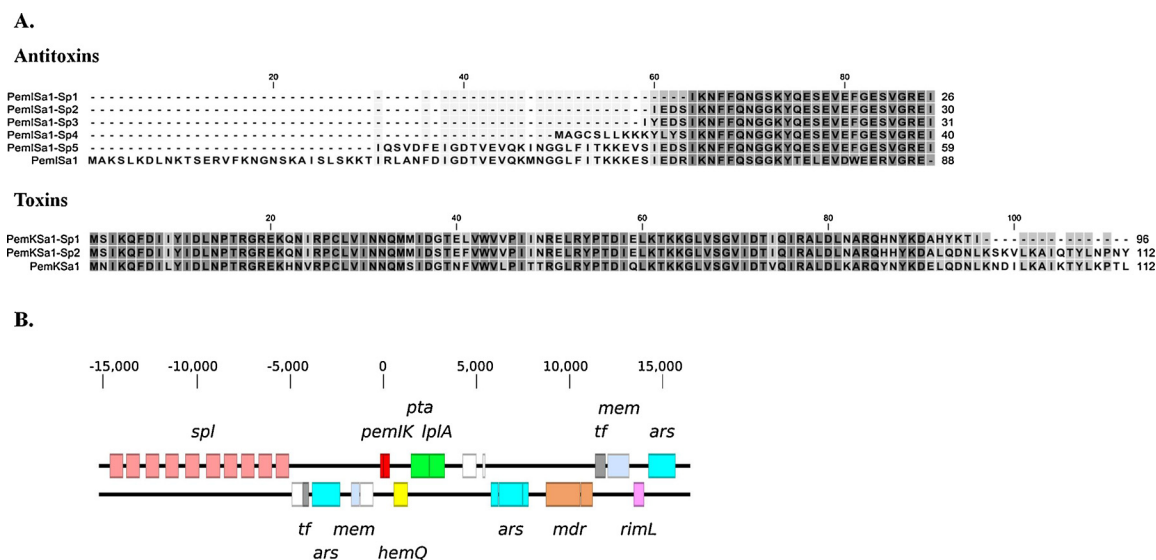 A.
Antitoxins
20 40 60 80
PemISa1-Sp1 ---------------------------------------------------------------IKNFFQNGSKYQESEVEFGESVGREI 26
PemISa1-Sp2 -----------------------------------------------------------IEDSIKNFFQNGGKYQESEVEFGESVGREI 30
PemISa1-Sp3 ----------------------------------------------------------IYEDSIKNFFQNGGKYQESEVEFGESVGREI 31
PemISa1-Sp4 -------------------------------------------------MAGCSLLKKKYLYSIKNFFQNGGKYQESEVEFGESVGREI 40
PemISa1-Sp5 ------------------------------IQSVDFEIGDTVEVQKINGGLFITKKEVSIEDSIKNFFQNGGKYQESEVEFGESVGREI 59
PemISa1 MAKSLKDLNKTSERVFKNGNSKAISLSKKTIRLANFDIGDTVEVQKMNGGLFITKKKESIEDRIKNFFQSGGKYTELEVDWEERVGRE- 88
Toxins
20 40 60 80 100
PemKSa1-Sp1 MSIKQFDIIYIDLNPTRGREKQNIRPCLVINNQMMIDGTELVWVVPIINRELRYPTDIELKTKKGLVSGVIDTIQIRALDLNARQHNYKDAHYKTI---------------- 96
PemKSa1-Sp2 MSIKQFDIIYIDLNPTRGREKQNIRPCLVINNQMMIDSTELVWVVPIINRELRYPTDIELKTKKGLVSGVIDTIQIRALDLNARQHHYKDALQDNLKSKVLKAIQTYLNPNY 112
PemKSa1 MNIKQFDILYIDLNPTRGREKHNVRPCLVINNQMSIDGTNFVWVLPITTRGLRYPTDIQLKTKKGLVSGVIDTVQIRALDLKARQYNYKDELQDNLKNDILKAIKTYLKPTL 112
B.
-15,000 -10,000 -5,000 0 5,000 10,000 15,000
pta mem
spl pemIK lplA tf ars
tf mem ars mdr rimL
ars hemQ